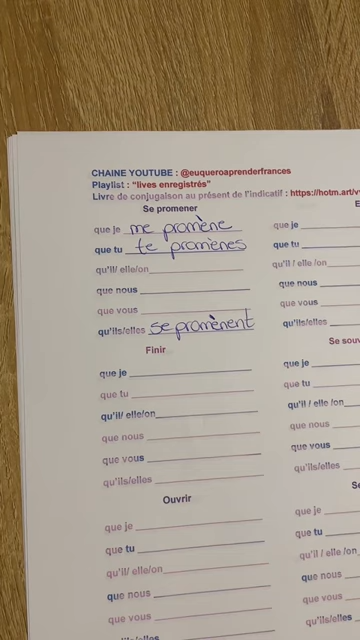 CHAINE YOUTUBE : @euqueroaprenderfrances
Playlist : "lives enregistrés"
Livre de conjugaison au présent de l'indicatif : https://hotm.art/v
Se promener
que je me promène
que tu te promènes
qu'il/ elle/on
que nous
que vous
qu'ils/elles se promènent
Finir
que je
que tu
qu'il/ elle/on
que nous
que vous
qu'ils/elles
Ouvrir
que je
que tu
qu'il/ elle/on
que nous
que vous
qu'ils/elles
E
que je
que tu
qu'il / elle /on
que nous
que vous
qu'ils/elles
Se souv
que je
que tu
qu'il / elle /on
que nous
que vous
qu'ils/elles
Se
que je
que tu
qu'il / elle /on
que nous
que vous
qu'ils/elles